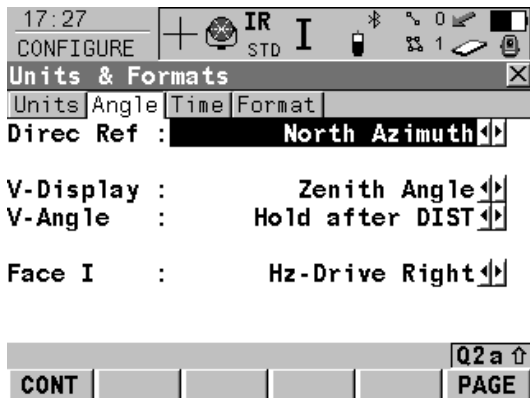 17:27
CONFIGURE
IR
STD
I
0
1
Units & Formats
Units Angle Time Format
Direc Ref : North Azimuth
V-Display : Zenith Angle
V-Angle : Hold after DIST
Face I : Hz-Drive Right
Q2a
CONT PAGE